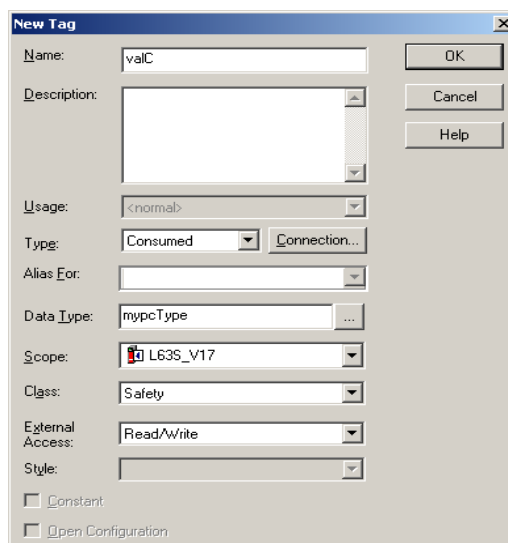 New Tag
Name: valC OK
Description: Cancel
Help
Usage: <normal>
Type: Consumed Connection...
Alias For:
Data Type: mypcType ...
Scope: L63S_V17
Class: Safety
External Access: Read/Write
Style:
Constant
Open Configuration